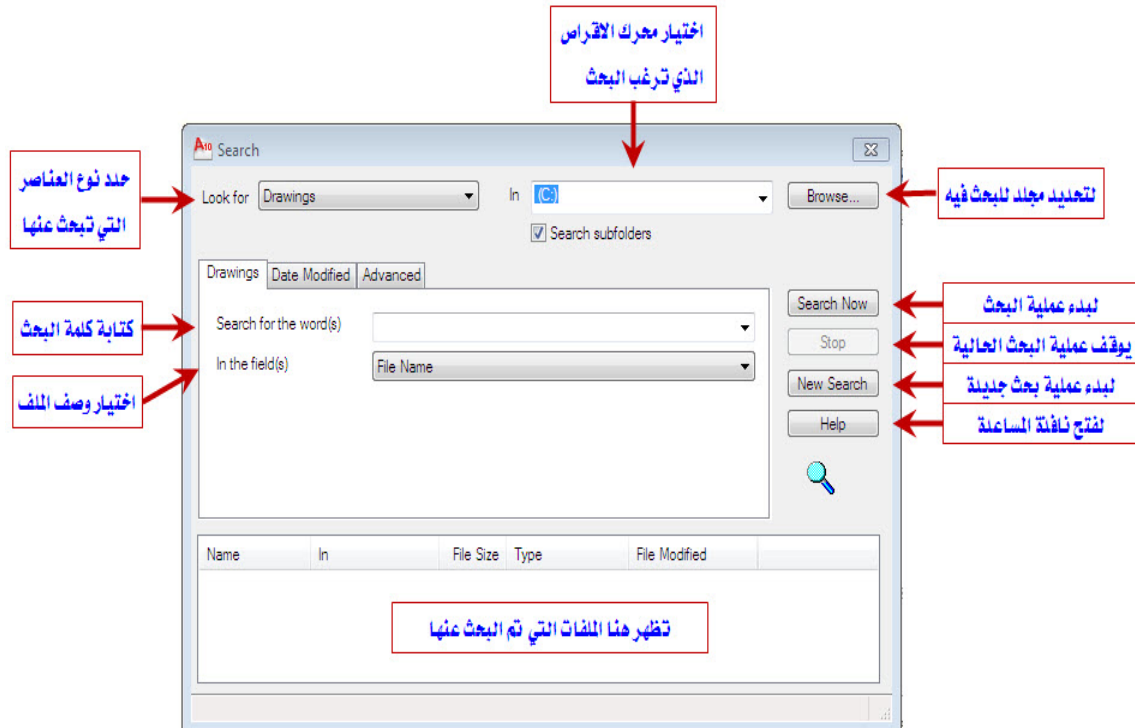 اختيار محرك الاقراص
الذي ترغب البحث
A10 Search
حدد نوع العناصر
التي تبحث عنها
Look for Drawings In (C:) Browse...
لتحديد مجلد للبحث فيه
Search subfolders
Drawings Date Modified Advanced
كتابة كلمة البحث
Search for the word(s)
Search Now
لبدء عملية البحث
Stop
يوقف عملية البحث الحالية
اختيار وصف الملف
In the field(s) File Name
New Search
لبدء عملية بحث جديدة
Help
لفتح نافذة المساعدة
Name In File Size Type File Modified
تظهر هنا الملفات التي تم البحث عنها